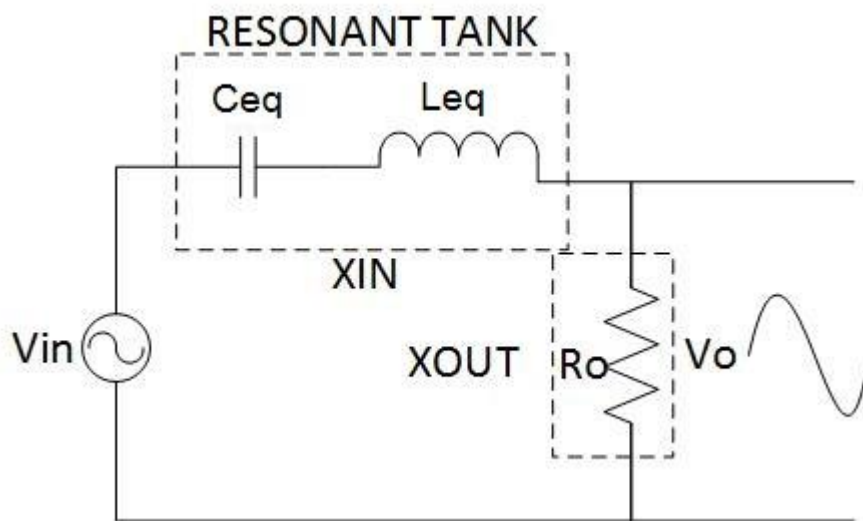 RESONANT TANK
Ceq
Leq
XIN
Vin
XOUT
Ro
Vo